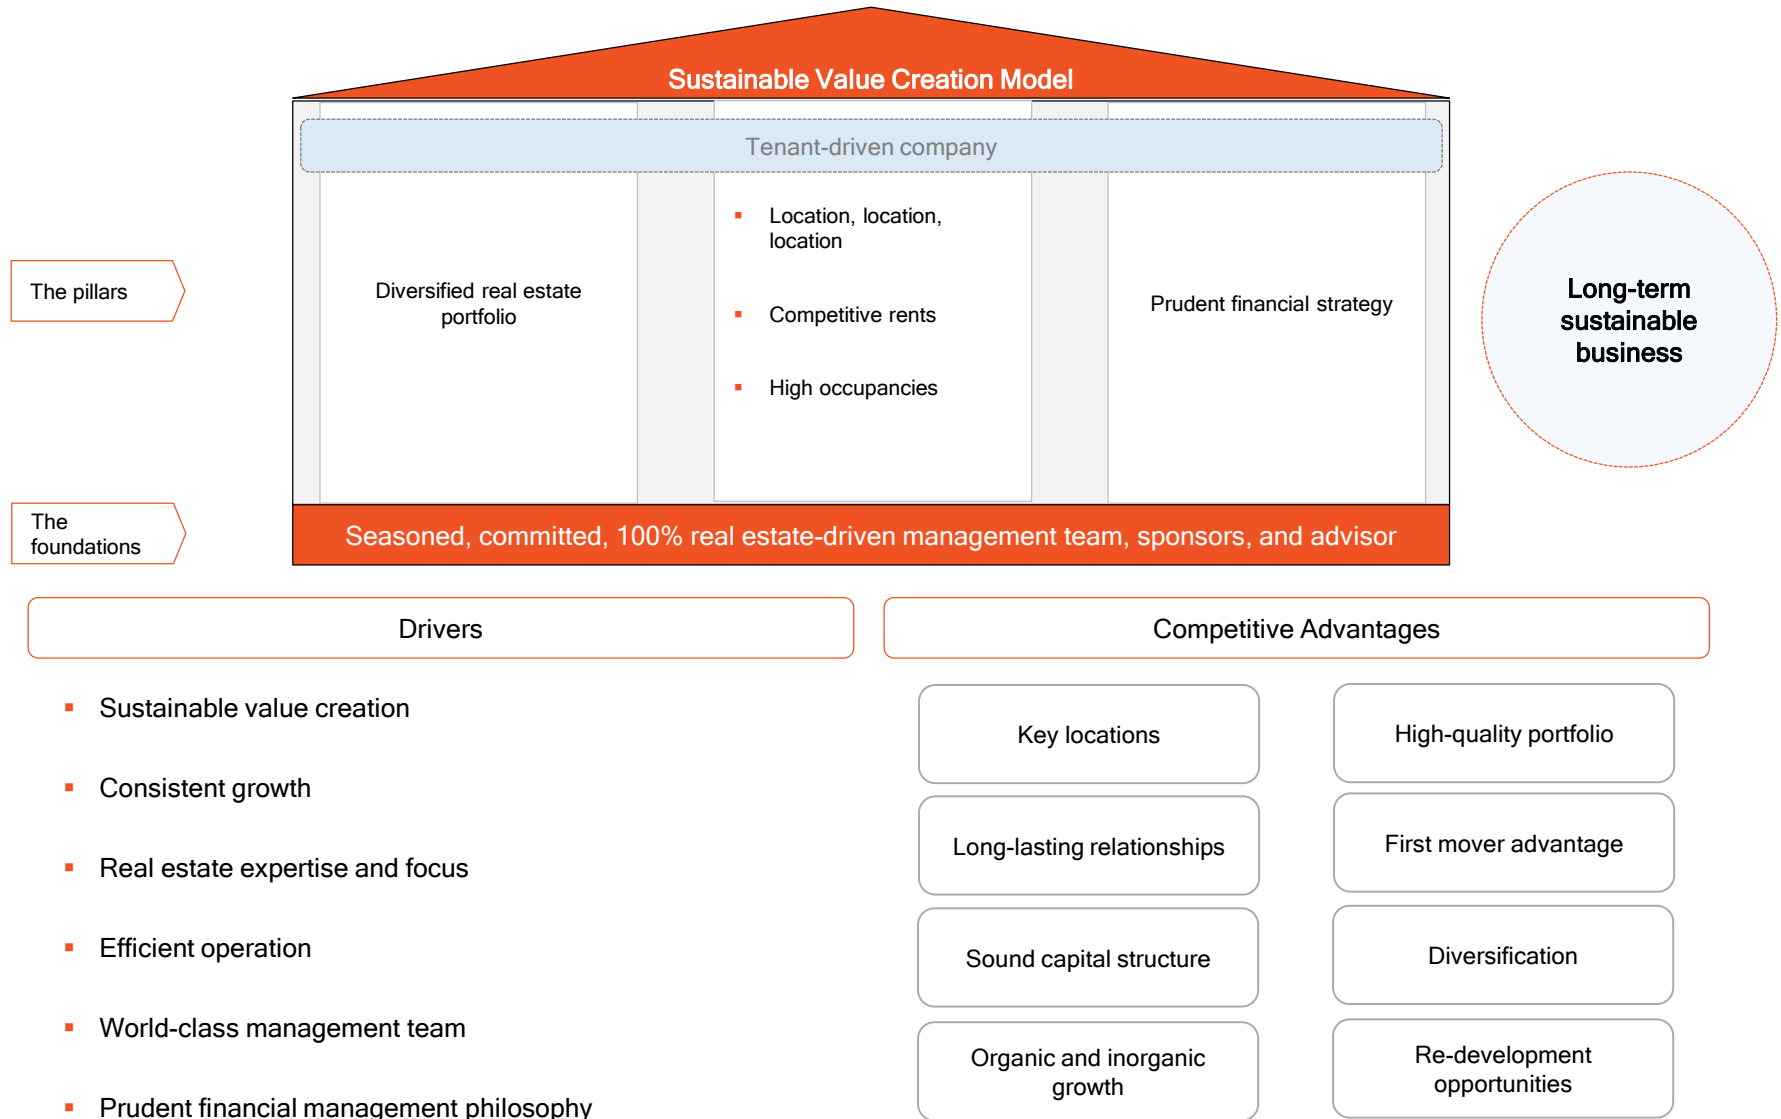 Sustainable Value Creation Model
Tenant-driven company
The pillars
Diversified real estate
portfolio
▪ Location, location,
location
▪ Competitive rents
▪ High occupancies
Prudent financial strategy
Long-term
sustainable
business
The
foundations
Seasoned, committed, 100% real estate-driven management team, sponsors, and advisor
Drivers
▪ Sustainable value creation
▪ Consistent growth
▪ Real estate expertise and focus
▪ Efficient operation
▪ World-class management team
▪ Prudent financial management philosophy
Competitive Advantages
Key locations
High-quality portfolio
Long-lasting relationships
First mover advantage
Sound capital structure
Diversification
Organic and inorganic
growth
Re-development
opportunities